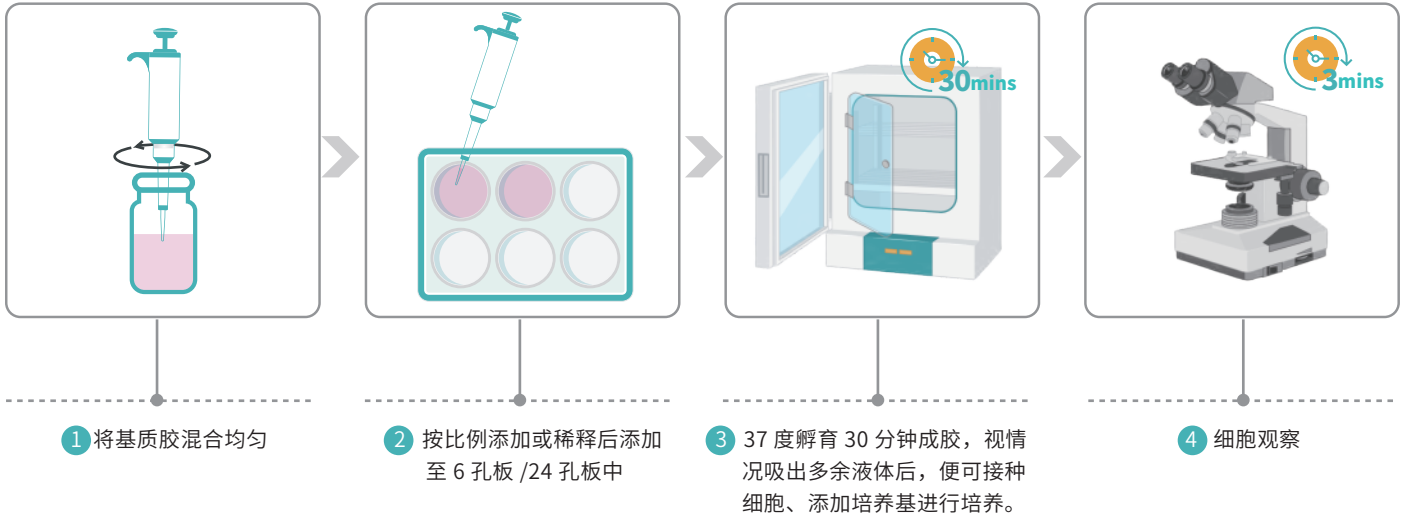 30mins
3mins
1 将基质胶混合均匀
2 按比例添加或稀释后添加
至 6 孔板 /24 孔板中
3 37 度孵育 30 分钟成胶，视情
况吸出多余液体后，便可接种
细胞、添加培养基进行培养。
4 细胞观察